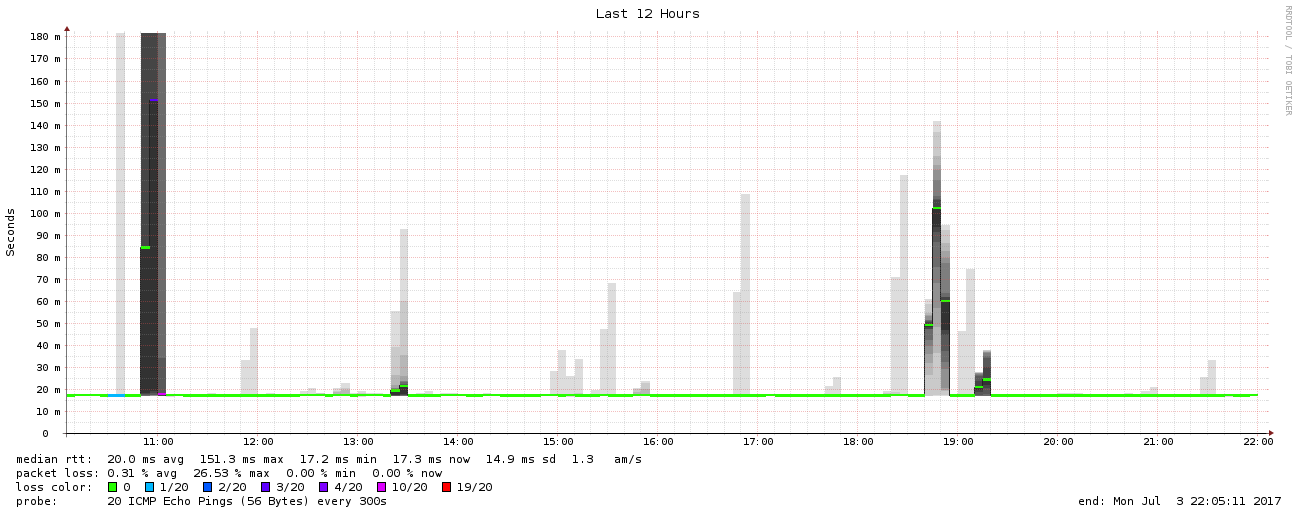 Last 12 Hours
RRDTOOL / TOBI OETIKER
Seconds
180 m
170 m
160 m
150 m
140 m
130 m
120 m
110 m
100 m
90 m
80 m
70 m
60 m
50 m
40 m
30 m
20 m
10 m
0
11:00 12:00 13:00 14:00 15:00 16:00 17:00 18:00 19:00 20:00 21:00 22:00
median rtt: 20.0 ms avg 151.3 ms max 17.2 ms min 17.3 ms now 14.9 ms sd 1.3 am/s
packet loss: 0.31 % avg 26.53 % max 0.00 % min 0.00 % now
loss color: 0 1/20 2/20 3/20 4/20 10/20 19/20
probe: 20 ICMP Echo Pings (56 Bytes) every 300s end: Mon Jul 3 22:05:11 2017